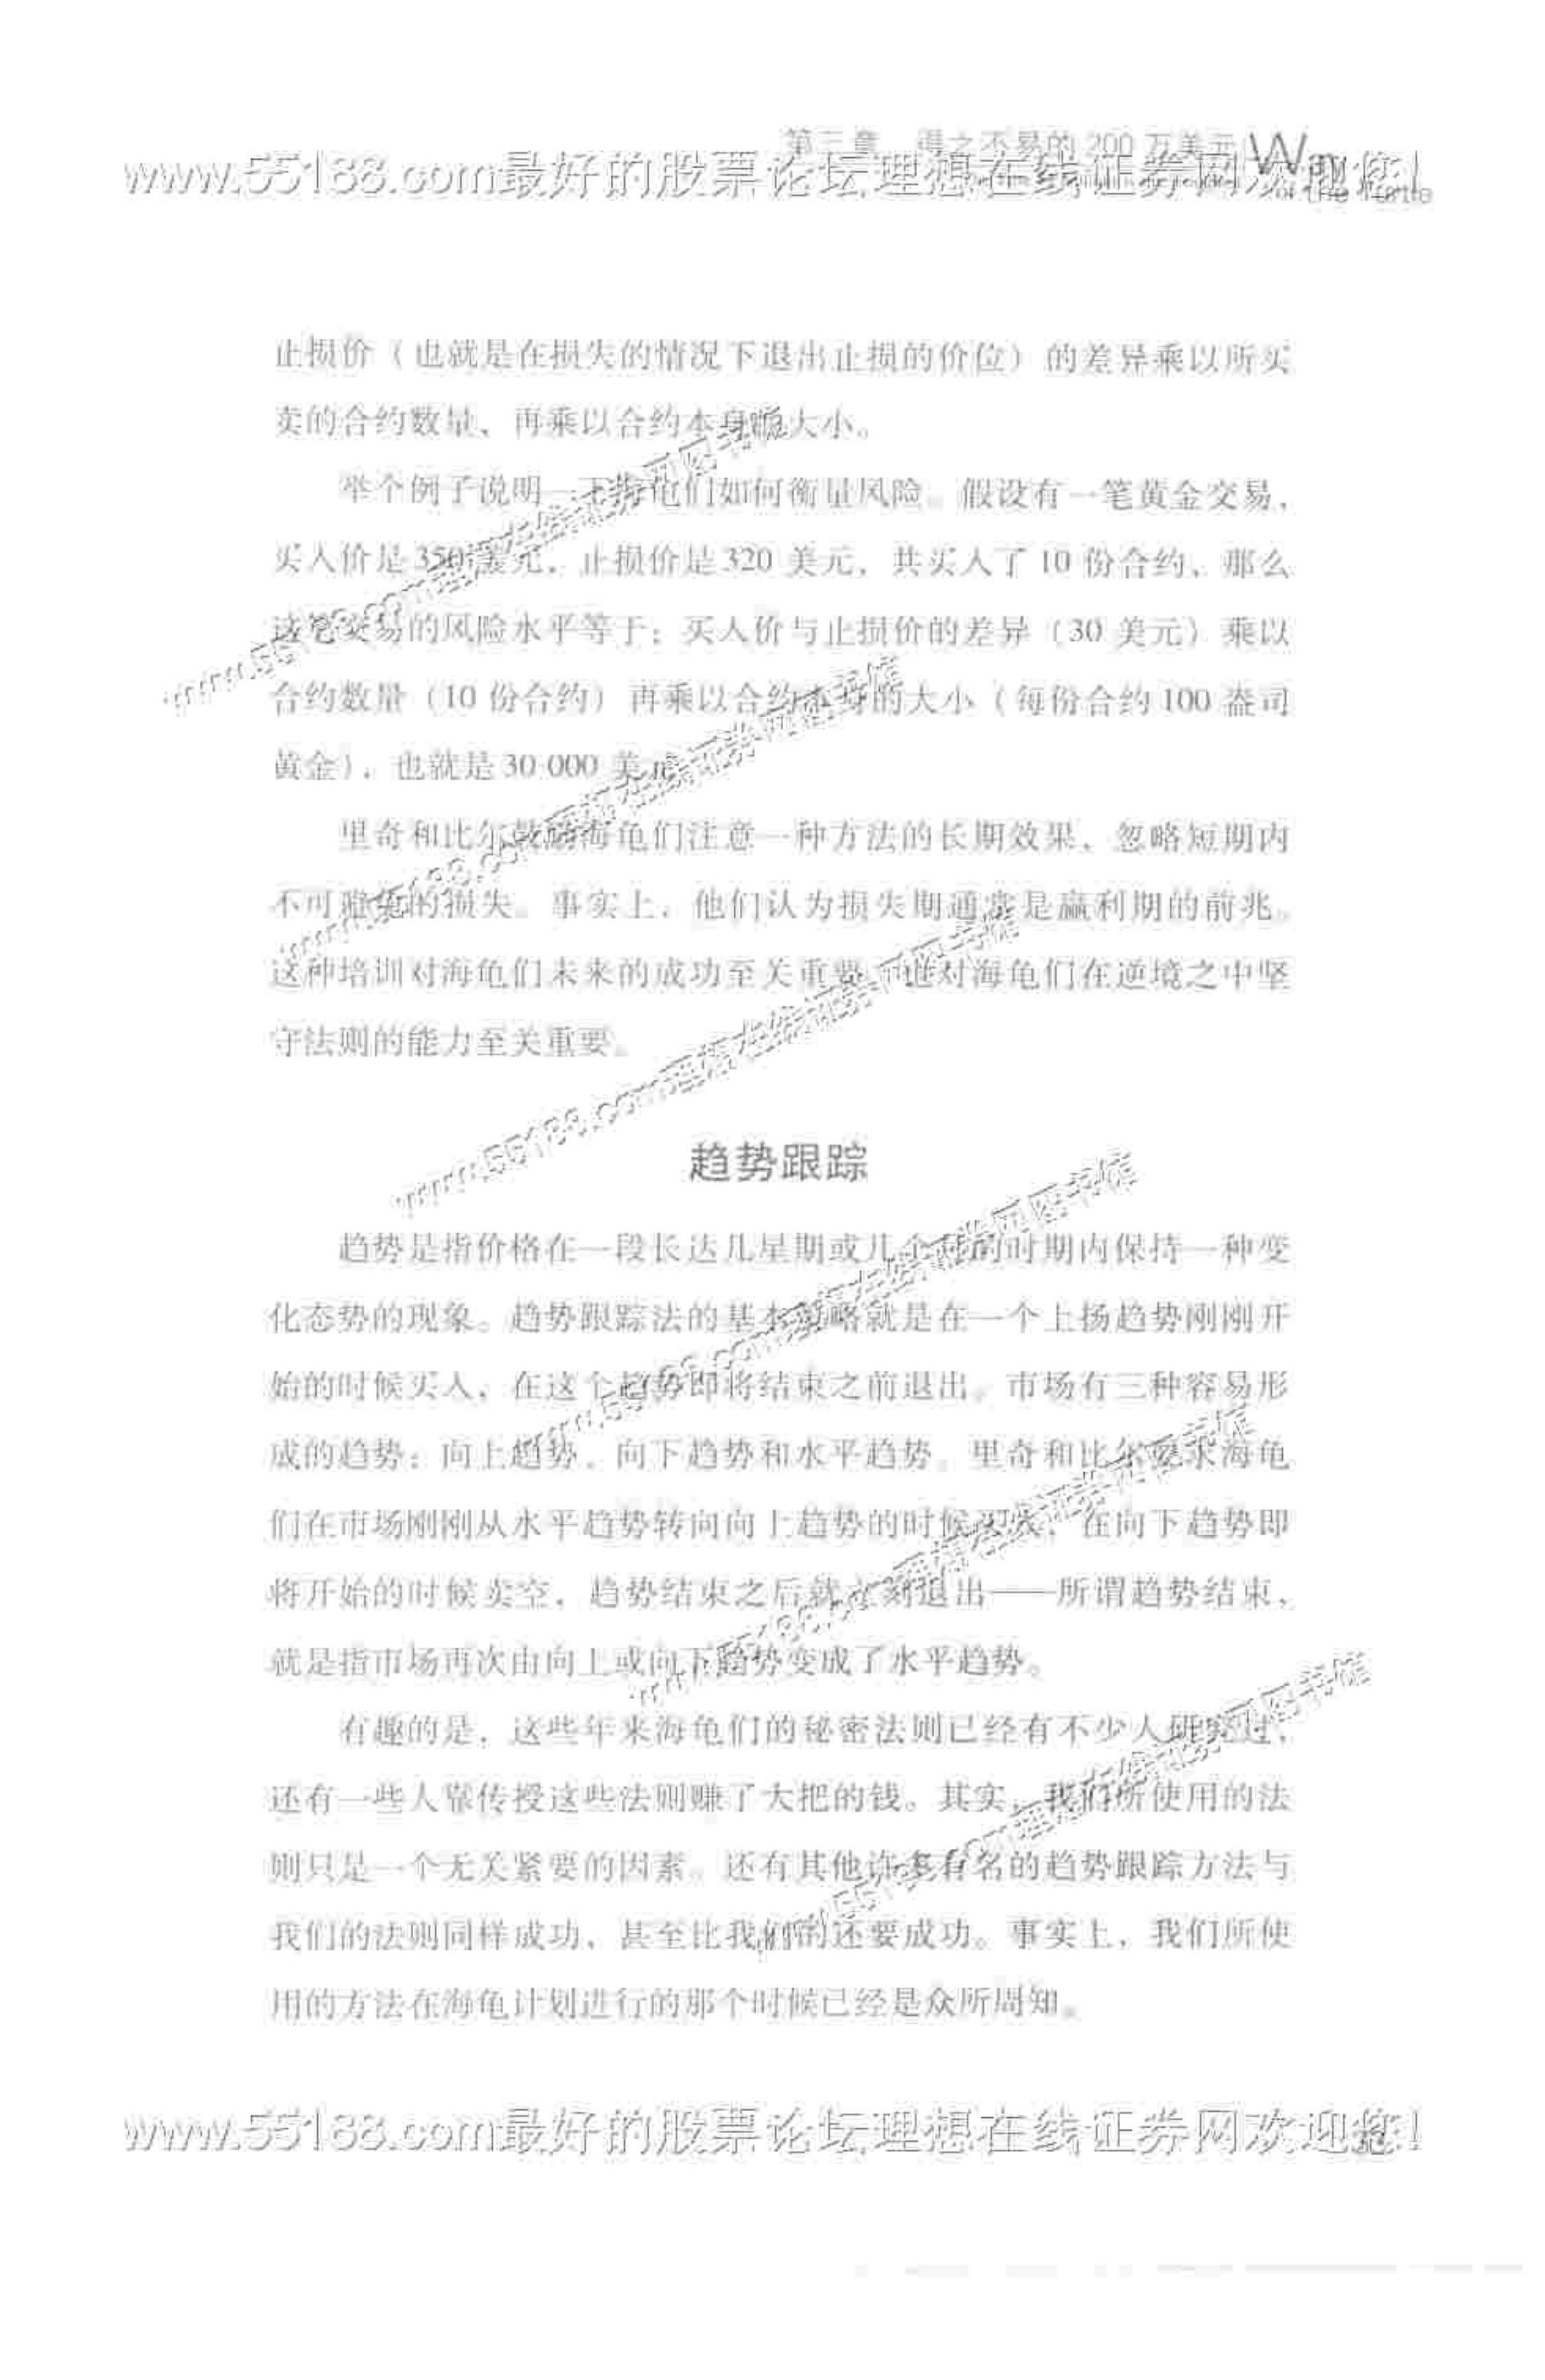 第三章 得之不易的200万美元 Way
www.55188.com最好的股票论坛理想在线证券网欢迎您!
of the Turtle
止损价（也就是在损失的情况下退出止损的价位）的差异乘以所买
卖的合约数量，再乘以合约本身的大小。
举个例子说明一下海龟们如何衡量风险。假设有一笔黄金交易，
买入价是350美元，止损价是320 美元，共买入了 10 份合约，那么
这笔交易的风险水平等于：买入价与止损价的差异（30 美元）乘以
合约数量（10 份合约）再乘以合约本身的大小（每份合约 100 盎司
黄金），也就是 30 000 美元。
里奇和比尔鼓励海龟们注意一种方法的长期效果，忽略短期内
不可避免的损失。事实上，他们认为损失期通常是赢利期的前兆。
这种培训对海龟们未来的成功至关重要，也对海龟们在逆境之中坚
守法则的能力至关重要。
趋势跟踪
趋势是指价格在一段长达几星期或几个月的时期内保持一种变
化态势的现象。趋势跟踪法的基本策略就是在一个上扬趋势刚刚开
始的时候买入，在这个趋势即将结束之前退出。市场有三种容易形
成的趋势：向上趋势、向下趋势和水平趋势。里奇和比尔要求海龟
们在市场刚刚从水平趋势转向向上趋势的时候买入，在向下趋势即
将开始的时候卖空，趋势结束之后就立刻退出——所谓趋势结束，
就是指市场再次由向上或向下趋势变成了水平趋势。
有趣的是，这些年来海龟们的秘密法则已经有不少人研究过，
还有一些人靠传授这些法则赚了大把的钱。其实，我们所使用的法
则只是一个无关紧要的因素。还有其他许多有名的趋势跟踪方法与
我们的法则同样成功，甚至比我们的还要成功。事实上，我们所使
用的方法在海龟计划进行的那个时候已经是众所周知。
www.55188.com最好的股票论坛理想在线证券网欢迎您!